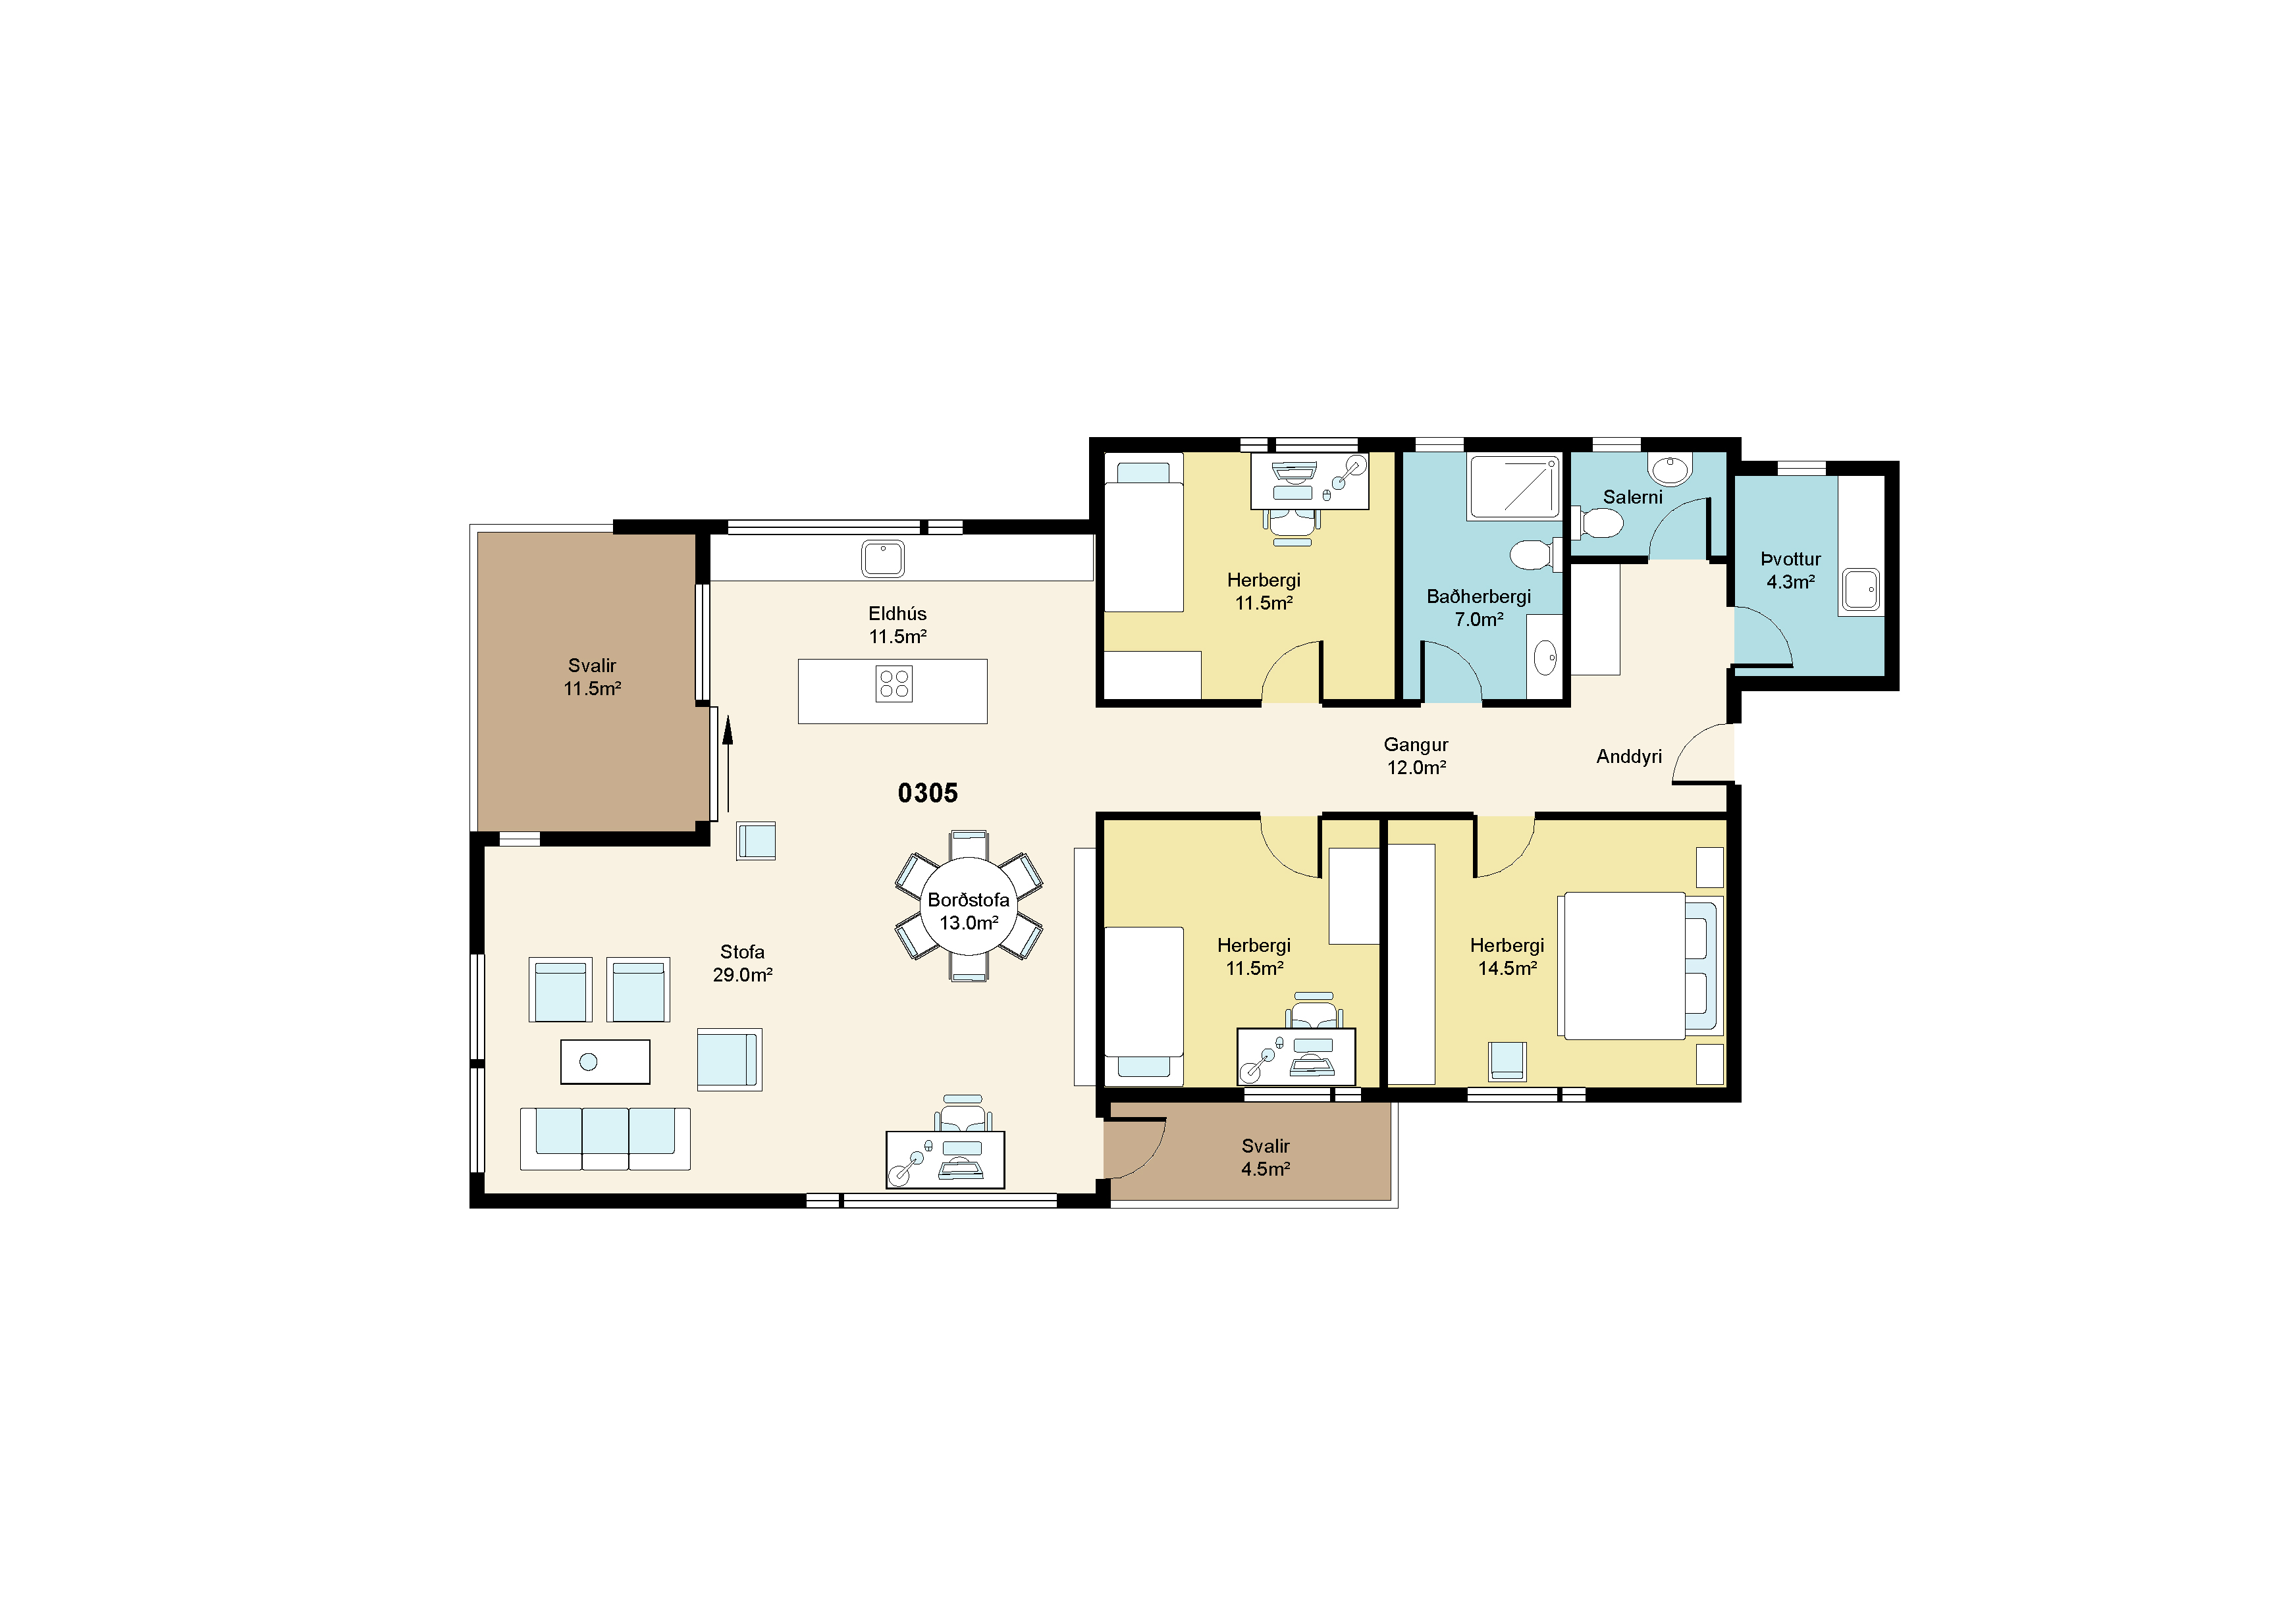 Salerni
Þvottur
4.3m²
Herbergi
11.5m²
Baðherbergi
7.0m²
Eldhús
11.5m²
Svalir
11.5m²
Gangur
12.0m²
Anddyri
0305
Borðstofa
13.0m²
Stofa
29.0m²
Herbergi
11.5m²
Herbergi
14.5m²
Svalir
4.5m²